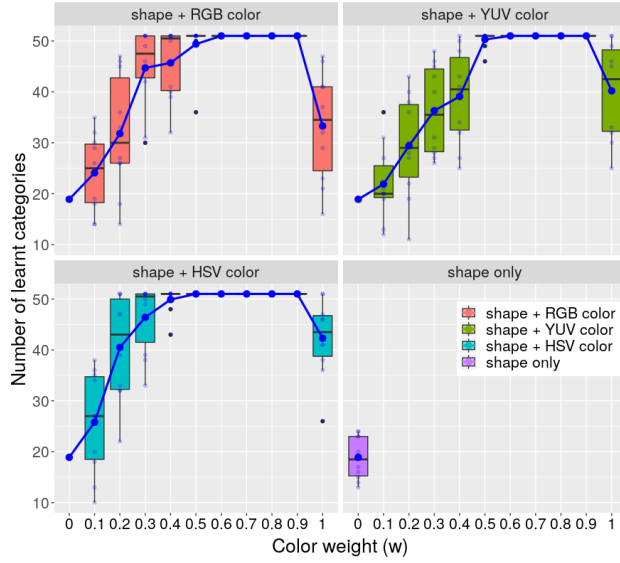 shape + RGB color
shape + YUV color
50
40
30
20
10
shape + HSV color
shape only
50
40
30
20
10
Number of learnt categories
shape + RGB color
shape + YUV color
shape + HSV color
shape only
0 0.1 0.2 0.3 0.4 0.5 0.6 0.7 0.8 0.9 1
0 0.1 0.2 0.3 0.4 0.5 0.6 0.7 0.8 0.9 1
Color weight (w)